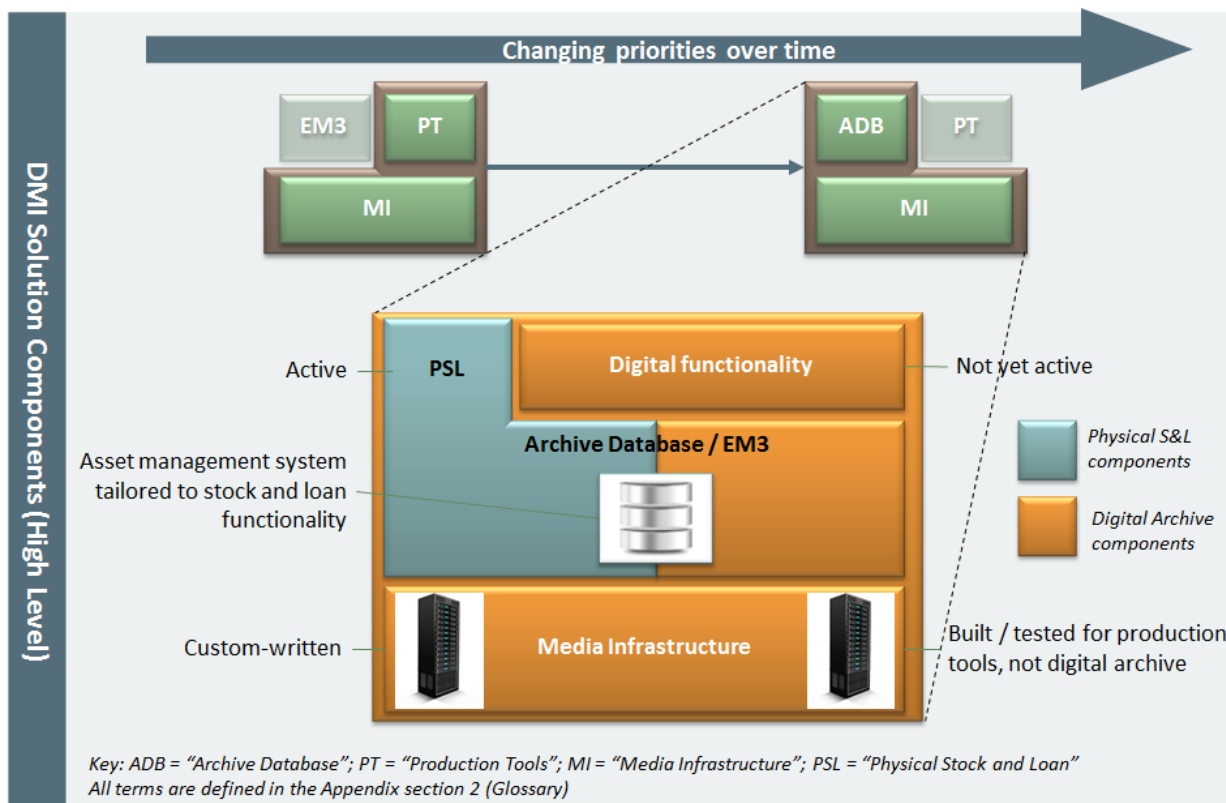 Changing priorities over time
DMI Solution Components (High Level)
EM3
PT
MI
ADB
PT
MI
Active
PSL
Digital functionality
Not yet active
Archive Database / EM3
Asset management system
tailored to stock and loan
functionality
Physical S&L
components
Digital Archive
components
Custom-written
Media Infrastructure
Built / tested for production
tools, not digital archive
Key: ADB = “Archive Database”; PT = “Production Tools”; MI = “Media Infrastructure”; PSL = “Physical Stock and Loan”
All terms are defined in the Appendix section 2 (Glossary)